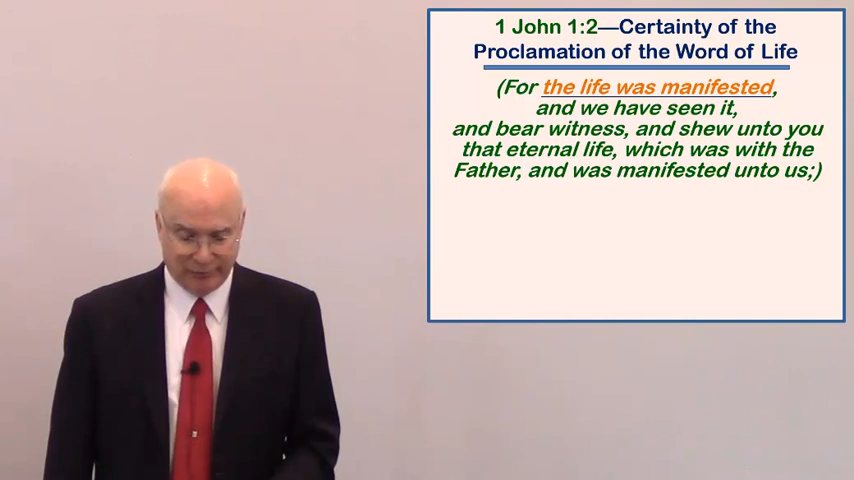 1 John 1:2—Certainty of the
Proclamation of the Word of Life
(For the life was manifested,
and we have seen it,
and bear witness, and shew unto you
that eternal life, which was with the
Father, and was manifested unto us;)